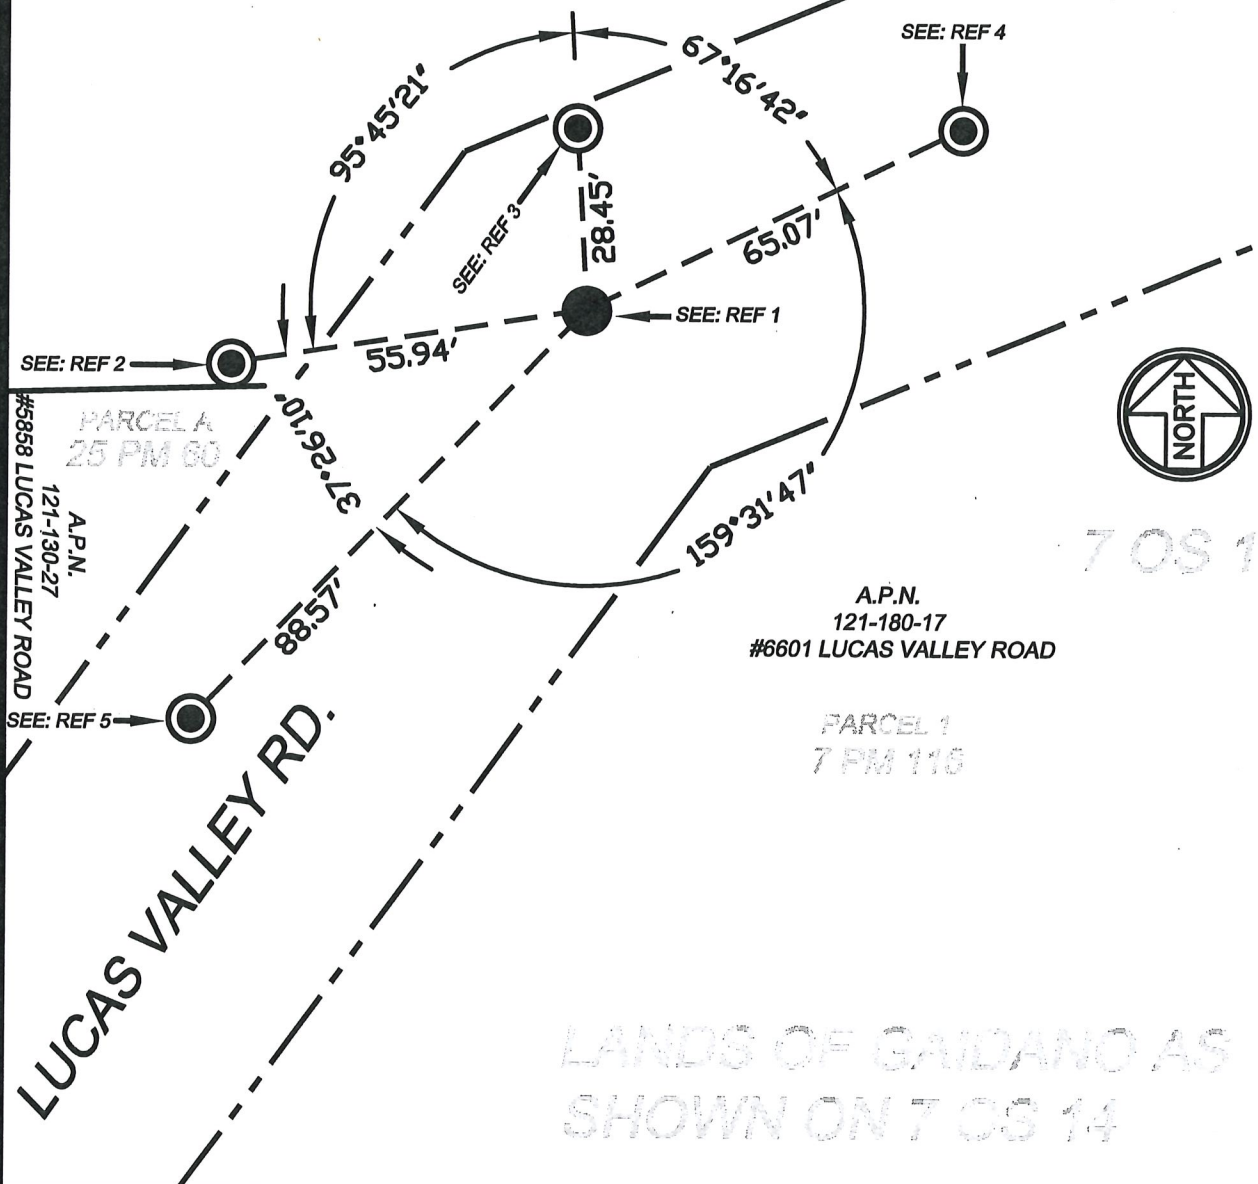 SEE: REF 4
67°16'42"
95°45'21"
SEE: REF 3
28.45'
65.07'
SEE: REF 1
SEE: REF 2
55.94'
NORTH
PARCEL A
25 PM 60
37°26'10"
A.P.N.
121-130-27
#5858 LUCAS VALLEY ROAD
159°31'47"
7 OS 1
88.57'
A.P.N.
121-180-17
#6601 LUCAS VALLEY ROAD
SEE: REF 5
LUCAS VALLEY RD.
PARCEL 1
7 PM 116
LANDS OF GAIDANO AS
SHOWN ON 7 OS 14